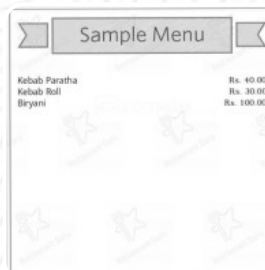 Sample Menu
Kebab Paratha Rs. 40.00
Kebab Roll Rs. 30.00
Biryani Rs. 100.00